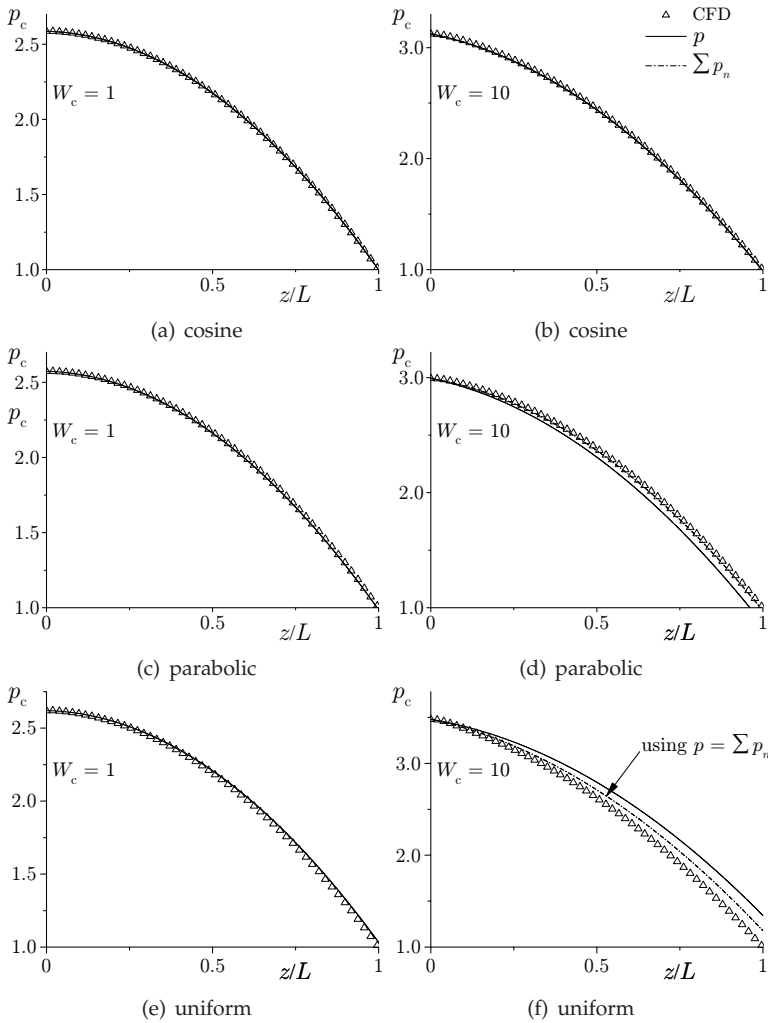 p_c
2.5
W_c = 1
2.0
1.5
1.0
0
0.5
z/L
1
(a) cosine
p_c
△ CFD
p
∑ p_n
3.0
W_c = 10
2.0
1.0
0
0.5
z/L
1
(b) cosine
p_c
2.5
p_c
W_c = 1
2.0
1.5
1.0
0
0.5
z/L
1
(c) parabolic
p_c
3.0
W_c = 10
2.0
1.0
0
0.5
z/L
1
(d) parabolic
p_c
2.5
W_c = 1
2.0
1.5
1.0
0
0.5
z/L
1
(e) uniform
p_c
using p = ∑ p_n
3.0
W_c = 10
2.0
1.0
0
0.5
z/L
1
(f) uniform